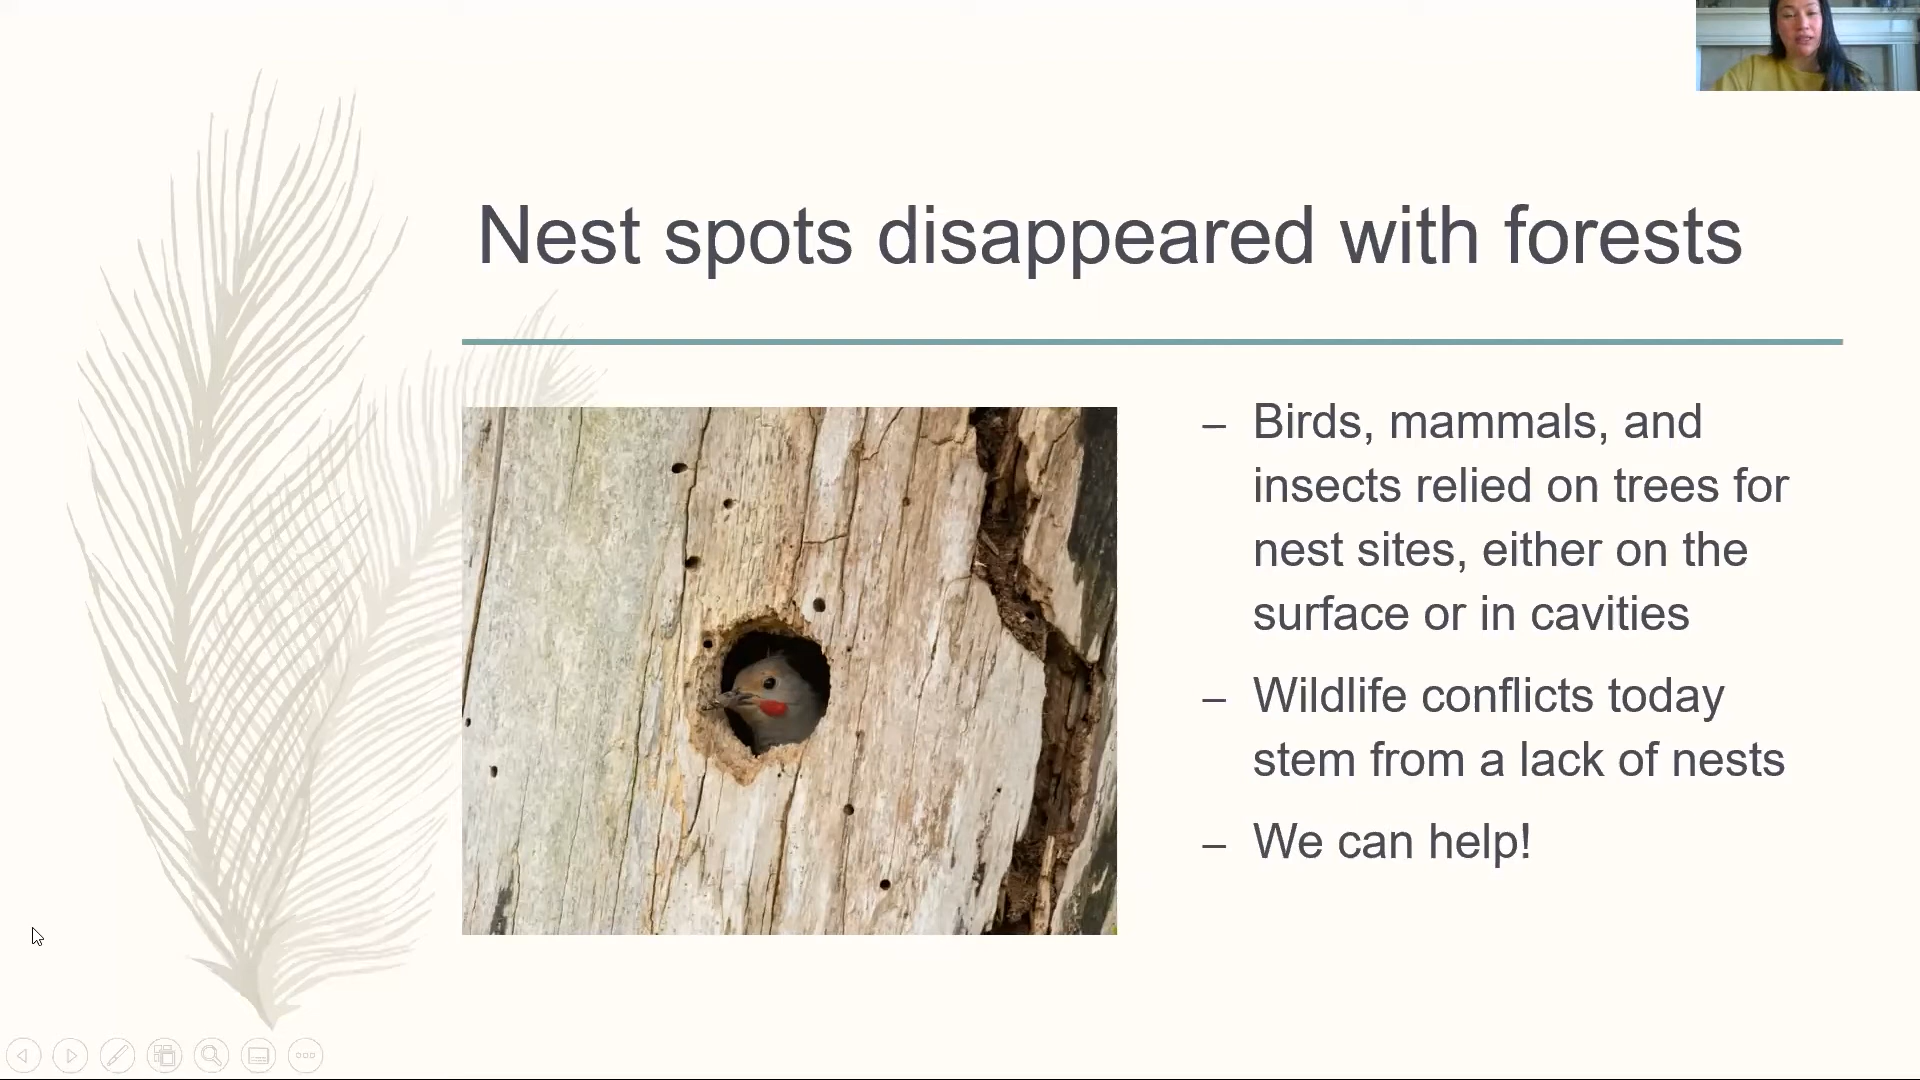 Nest spots disappeared with forests
– Birds, mammals, and
insects relied on trees for
nest sites, either on the
surface or in cavities
– Wildlife conflicts today
stem from a lack of nests
– We can help!